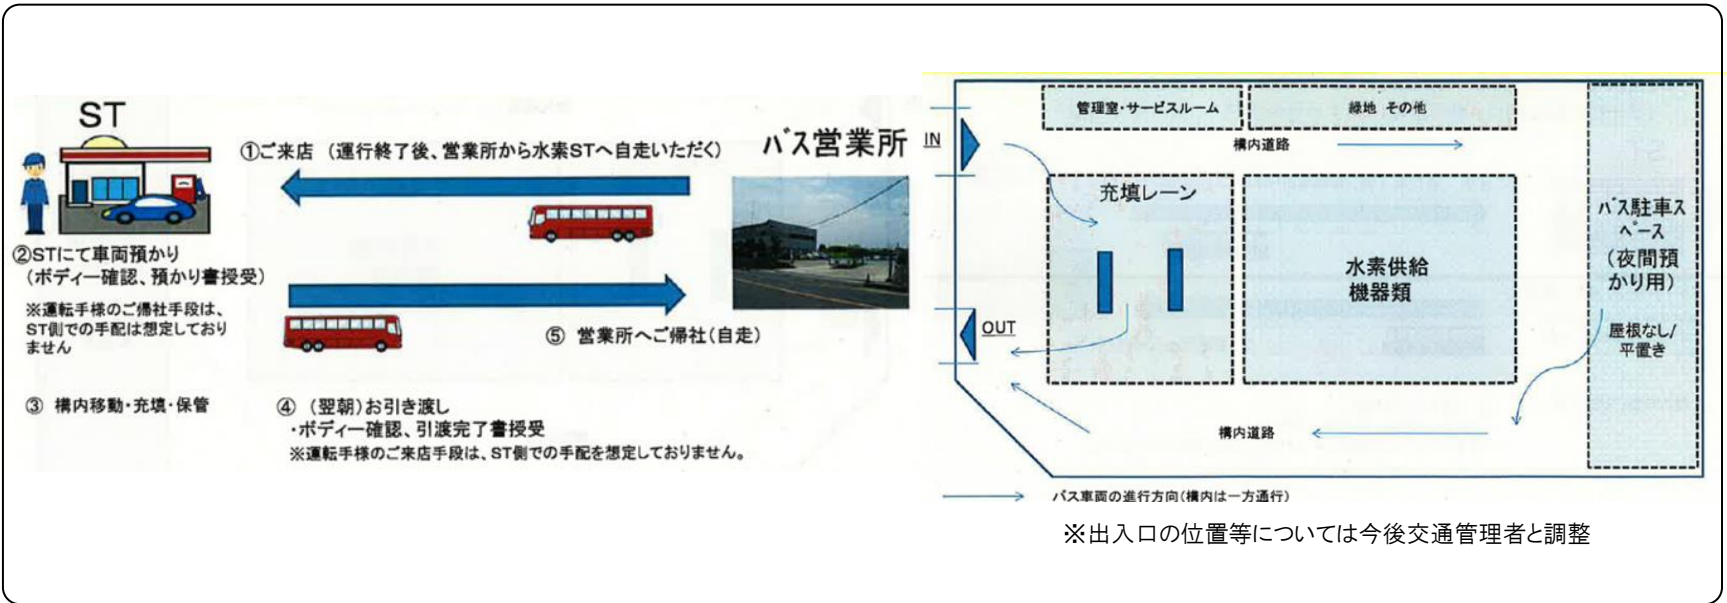 ST
①ご来店 (運行終了後、営業所から水素STへ自走いただく)
バス営業所
②STにて車両預かり
(ボディー確認、預かり書授受)
※運転手様のご帰社手段は、
ST側での手配は想定しており
ません
⑤ 営業所へご帰社(自走)
③ 構内移動・充填・保管
④ (翌朝)お引き渡し
・ボディー確認、引渡完了書授受
※運転手様のご来店手段は、ST側での手配を想定しておりません。
管理室・サービスルーム
緑地 その他
IN
構内道路
充填レーン
水素供給
機器類
バス駐車ス
ペース
(夜間預
かり用)
屋根なし/
平置き
OUT
構内道路
バス車両の進行方向(構内は一方通行)
※出入口の位置等については今後交通管理者と調整